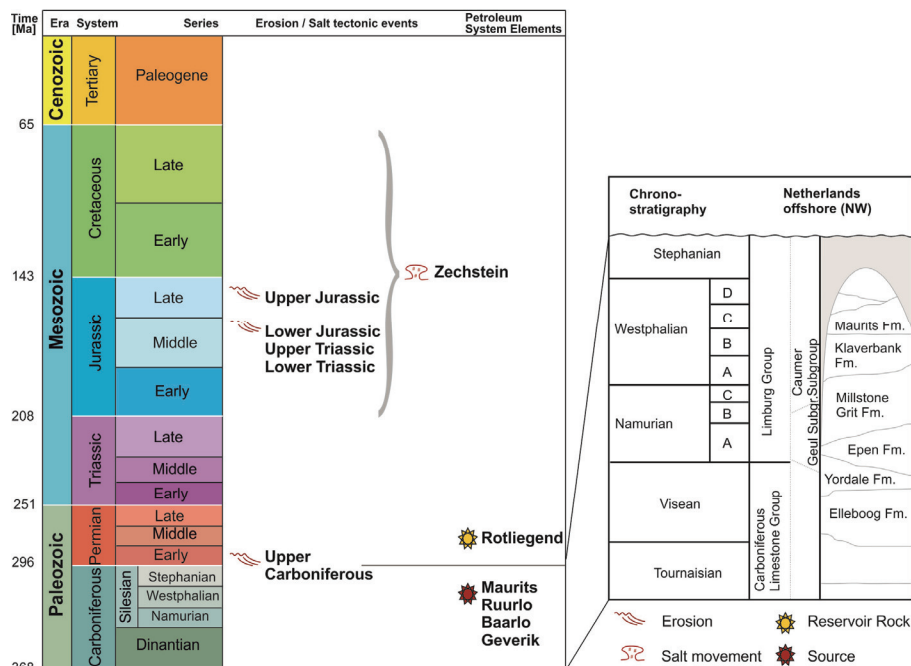 Time
[Ma]
Era
System
Series
Erosion / Salt tectonic events
Petroleum
System Elements
Cenozoic
Tertiary
Paleogene
65
Mesozoic
Cretaceous
Late
Early
Zechstein
143
Jurassic
Late
Middle
Early
Upper Jurassic
Lower Jurassic
Upper Triassic
Lower Triassic
208
Triassic
Late
Middle
Early
251
Paleozoic
Permian
Late
Middle
Early
Rotliegend
Upper
Carboniferous
296
Carboniferous
Silesian
Stephanian
Westphalian
Namurian
Dinantian
Maurits
Ruurlo
Baarlo
Geverik
Chrono-
stratigraphy
Netherlands
offshore (NW)
Stephanian
Westphalian
D
C
B
A
Namurian
C
B
A
Visean
Tournaisian
Limburg Group
Carboniferous
Limestone Group
Caumer
Subgroup
Geul Subgr.
Maurits Fm.
Klaverbank
Fm.
Millstone
Grit Fm.
Epen Fm.
Yordale Fm.
Elleboog Fm.
Erosion
Reservoir Rock
Salt movement
Source